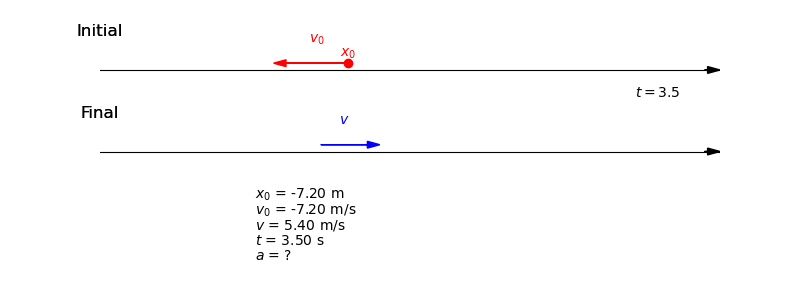 Initial
v₀
x₀
t = 3.5
Final
v
x₀ = -7.20 m
v₀ = -7.20 m/s
v = 5.40 m/s
t = 3.50 s
a = ?